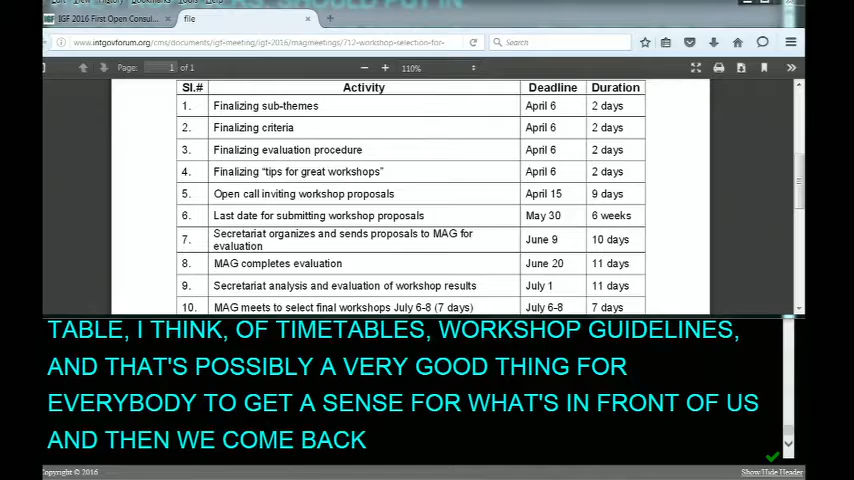 AS. SHOULD PUT IN
IGF 2016 First Open Consul...
file
www.intgovforum.org/cms/documents/igf-meeting/igf-2016/magmeetings/712-workshop-selection-for-
Search
Page: 1 of 1
110%
Sl.# Activity Deadline Duration
1. Finalizing sub-themes April 6 2 days
2. Finalizing criteria April 6 2 days
3. Finalizing evaluation procedure April 6 2 days
4. Finalizing “tips for great workshops” April 6 2 days
5. Open call inviting workshop proposals April 15 9 days
6. Last date for submitting workshop proposals May 30 6 weeks
7. Secretariat organizes and sends proposals to MAG for evaluation June 9 10 days
8. MAG completes evaluation June 20 11 days
9. Secretariat analysis and evaluation of workshop results July 1 11 days
10. MAG meets to select final workshops July 6-8 (7 days) July 6-8 7 days
TABLE, I THINK, OF TIMETABLES, WORKSHOP GUIDELINES,
AND THAT'S POSSIBLY A VERY GOOD THING FOR
EVERYBODY TO GET A SENSE FOR WHAT'S IN FRONT OF US
AND THEN WE COME BACK
opyright © 2016
Show/Hide Header